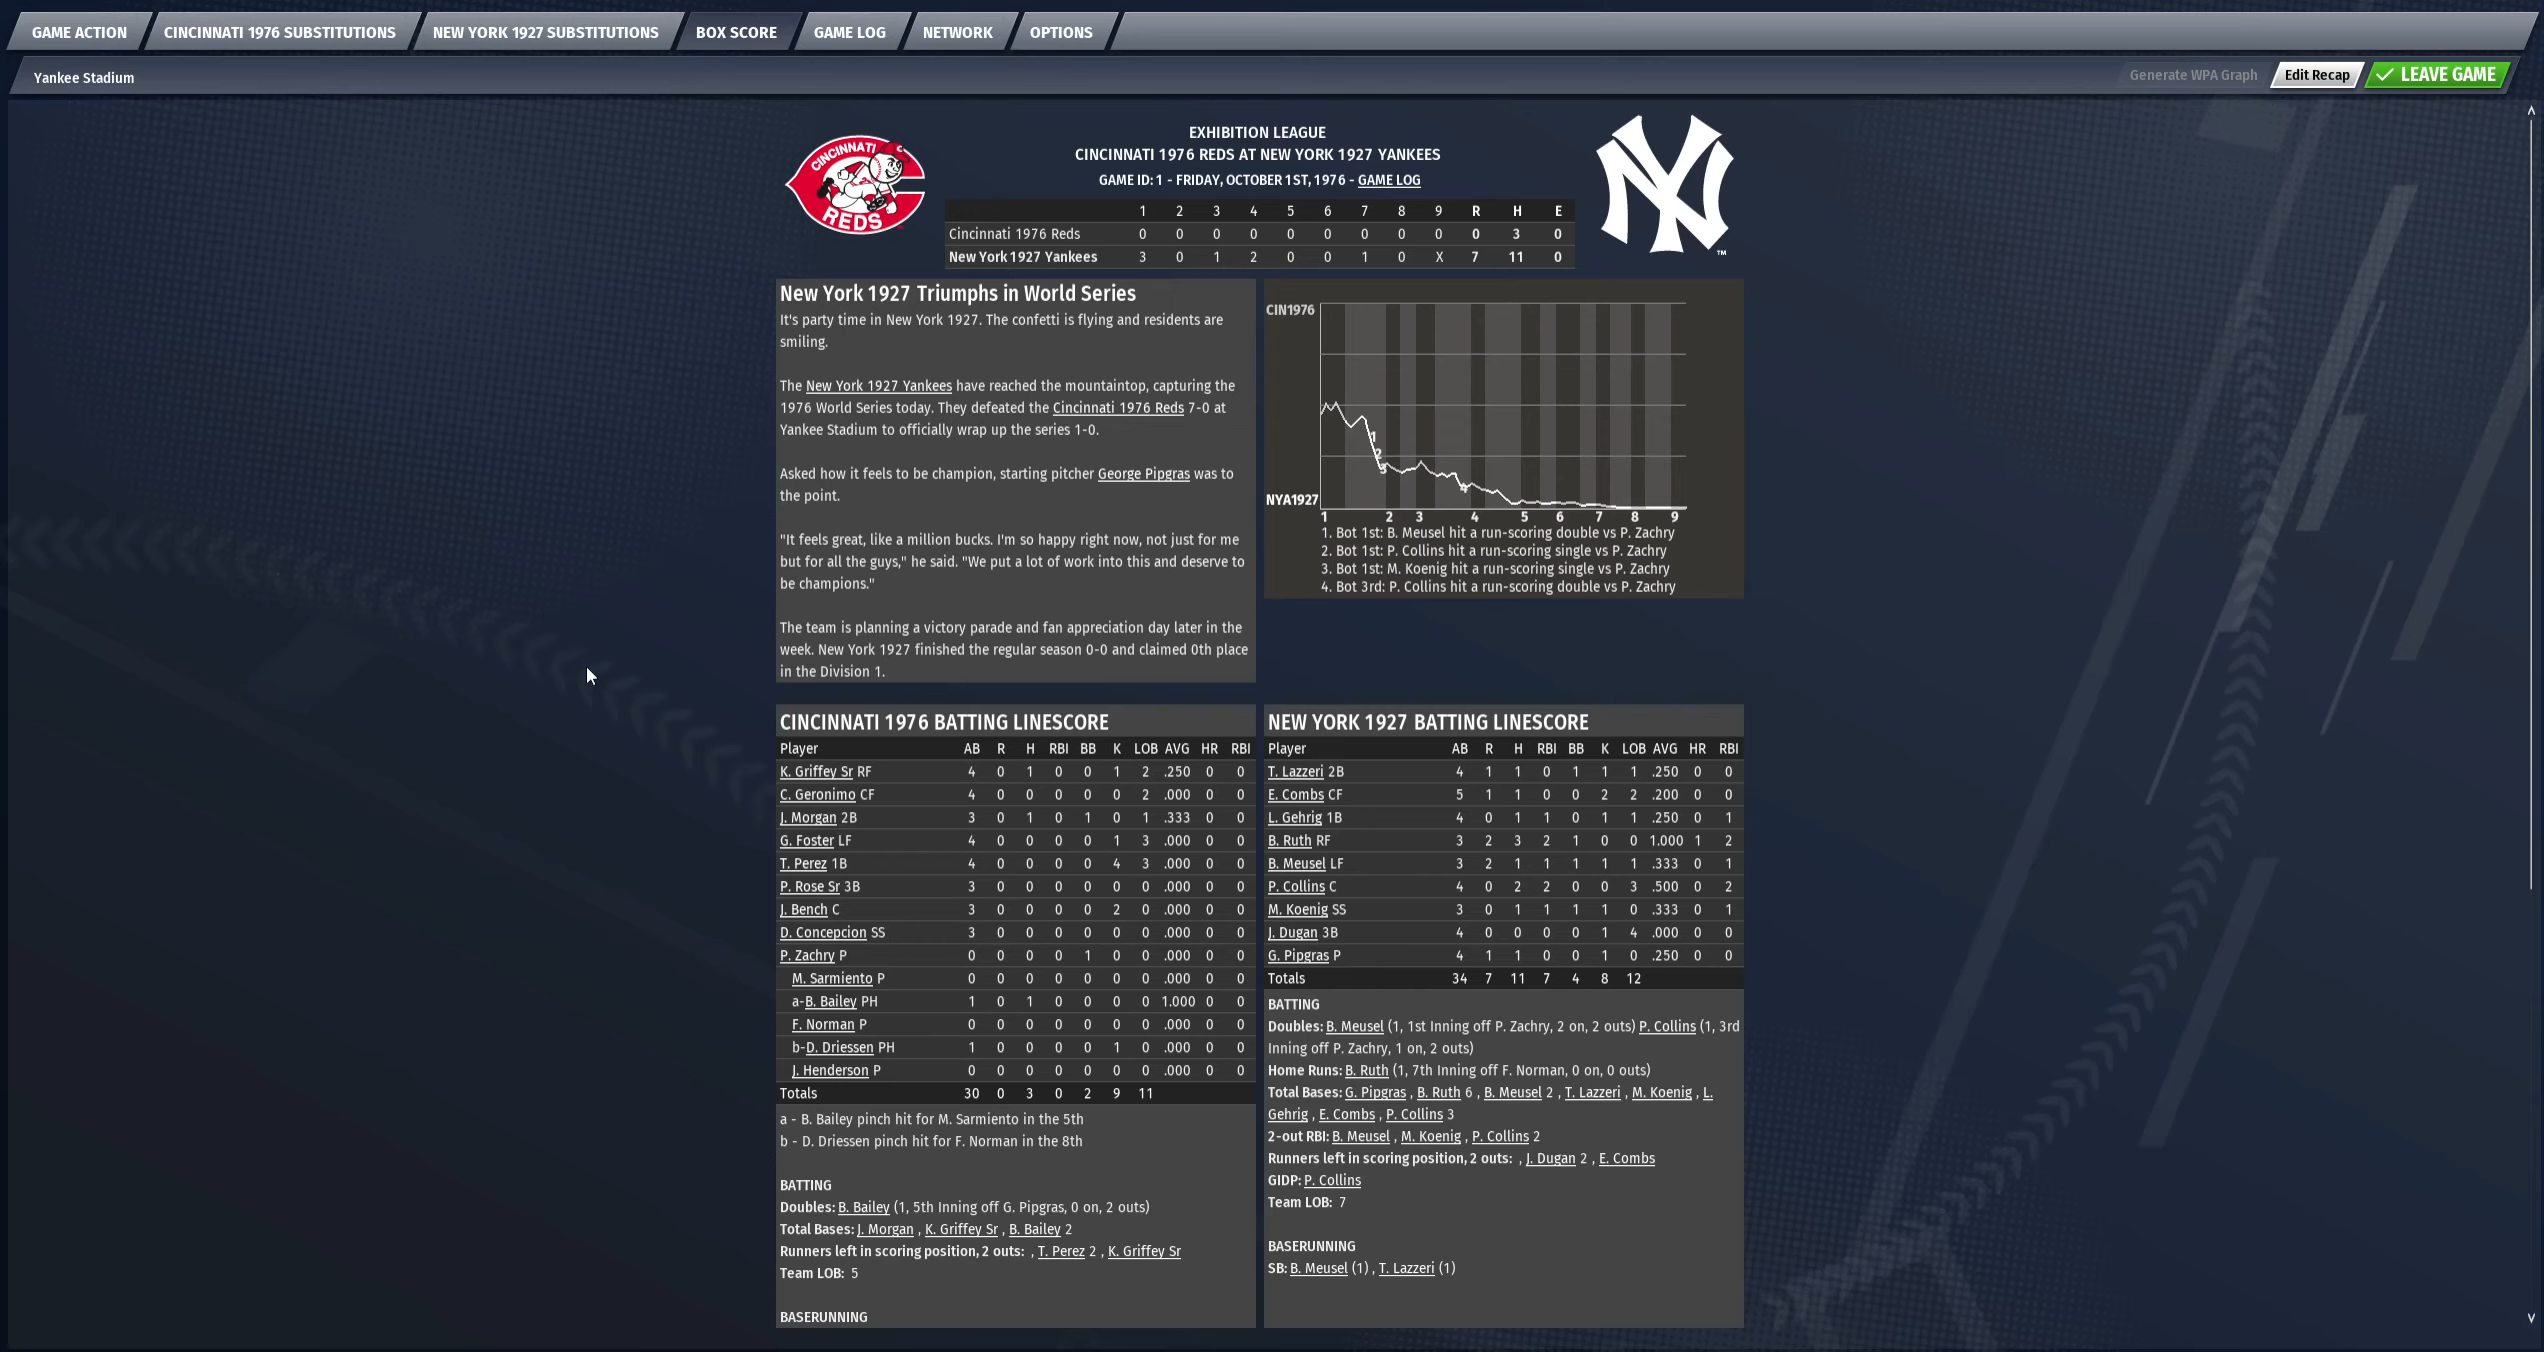 GAME ACTION CINCINNATI 1976 SUBSTITUTIONS NEW YORK 1927 SUBSTITUTIONS BOX SCORE GAME LOG NETWORK OPTIONS
Yankee Stadium Generate WPA Graph Edit Recap LEAVE GAME
CINCINNATI
REDS
EXHIBITION LEAGUE
CINCINNATI 1976 REDS AT NEW YORK 1927 YANKEES
GAME ID: 1 - FRIDAY, OCTOBER 1ST, 1976 - GAME LOG
NY
TM
1 2 3 4 5 6 7 8 9 R H E
Cincinnati 1976 Reds 0 0 0 0 0 0 0 0 0 0 3 0
New York 1927 Yankees 3 0 1 2 0 0 1 0 X 7 11 0
New York 1927 Triumphs in World Series
It's party time in New York 1927. The confetti is flying and residents are
smiling.
The New York 1927 Yankees have reached the mountaintop, capturing the
1976 World Series today. They defeated the Cincinnati 1976 Reds 7-0 at
Yankee Stadium to officially wrap up the series 1-0.
Asked how it feels to be champion, starting pitcher George Pipgras was to
the point.
"It feels great, like a million bucks. I'm so happy right now, not just for me
but for all the guys," he said. "We put a lot of work into this and deserve to
be champions."
The team is planning a victory parade and fan appreciation day later in the
week. New York 1927 finished the regular season 0-0 and claimed 0th place
in the Division 1.
CIN1976
1
2
3
4
NYA1927
1 2 3 4 5 6 7 8 9
1. Bot 1st: B. Meusel hit a run-scoring double vs P. Zachry
2. Bot 1st: P. Collins hit a run-scoring single vs P. Zachry
3. Bot 1st: M. Koenig hit a run-scoring single vs P. Zachry
4. Bot 3rd: P. Collins hit a run-scoring double vs P. Zachry
CINCINNATI 1976 BATTING LINESCORE
Player AB R H RBI BB K LOB AVG HR RBI
K. Griffey Sr RF 4 0 1 0 0 1 2 .250 0 0
C. Geronimo CF 4 0 0 0 0 0 2 .000 0 0
J. Morgan 2B 3 0 1 0 1 0 1 .333 0 0
G. Foster LF 4 0 0 0 0 1 3 .000 0 0
T. Perez 1B 4 0 0 0 0 4 3 .000 0 0
P. Rose Sr 3B 3 0 0 0 0 0 0 .000 0 0
J. Bench C 3 0 0 0 0 2 0 .000 0 0
D. Concepcion SS 3 0 0 0 0 0 0 .000 0 0
P. Zachry P 0 0 0 0 1 0 0 .000 0 0
M. Sarmiento P 0 0 0 0 0 0 0 .000 0 0
a-B. Bailey PH 1 0 1 0 0 0 0 1.000 0 0
F. Norman P 0 0 0 0 0 0 0 .000 0 0
b-D. Driessen PH 1 0 0 0 0 1 0 .000 0 0
J. Henderson P 0 0 0 0 0 0 0 .000 0 0
Totals 30 0 3 0 2 9 11
a - B. Bailey pinch hit for M. Sarmiento in the 5th
b - D. Driessen pinch hit for F. Norman in the 8th
BATTING
Doubles: B. Bailey (1, 5th Inning off G. Pipgras, 0 on, 2 outs)
Total Bases: J. Morgan , K. Griffey Sr , B. Bailey 2
Runners left in scoring position, 2 outs: , T. Perez 2 , K. Griffey Sr
Team LOB: 5
BASERUNNING
NEW YORK 1927 BATTING LINESCORE
Player AB R H RBI BB K LOB AVG HR RBI
T. Lazzeri 2B 4 1 1 0 1 1 1 .250 0 0
E. Combs CF 5 1 1 0 0 2 2 .200 0 0
L. Gehrig 1B 4 0 1 1 0 1 1 .250 0 1
B. Ruth RF 3 2 3 2 1 0 0 1.000 1 2
B. Meusel LF 3 2 1 1 1 1 1 .333 0 1
P. Collins C 4 0 2 2 0 0 3 .500 0 2
M. Koenig SS 3 0 1 1 1 1 0 .333 0 1
J. Dugan 3B 4 0 0 0 0 1 4 .000 0 0
G. Pipgras P 4 1 1 0 0 1 0 .250 0 0
Totals 34 7 11 7 4 8 12
BATTING
Doubles: B. Meusel (1, 1st Inning off P. Zachry, 2 on, 2 outs) P. Collins (1, 3rd
Inning off P. Zachry, 1 on, 2 outs)
Home Runs: B. Ruth (1, 7th Inning off F. Norman, 0 on, 0 outs)
Total Bases: G. Pipgras , B. Ruth 6 , B. Meusel 2 , T. Lazzeri , M. Koenig , L.
Gehrig , E. Combs , P. Collins 3
2-out RBI: B. Meusel , M. Koenig , P. Collins 2
Runners left in scoring position, 2 outs: , J. Dugan 2 , E. Combs
GIDP: P. Collins
Team LOB: 7
BASERUNNING
SB: B. Meusel (1) , T. Lazzeri (1)